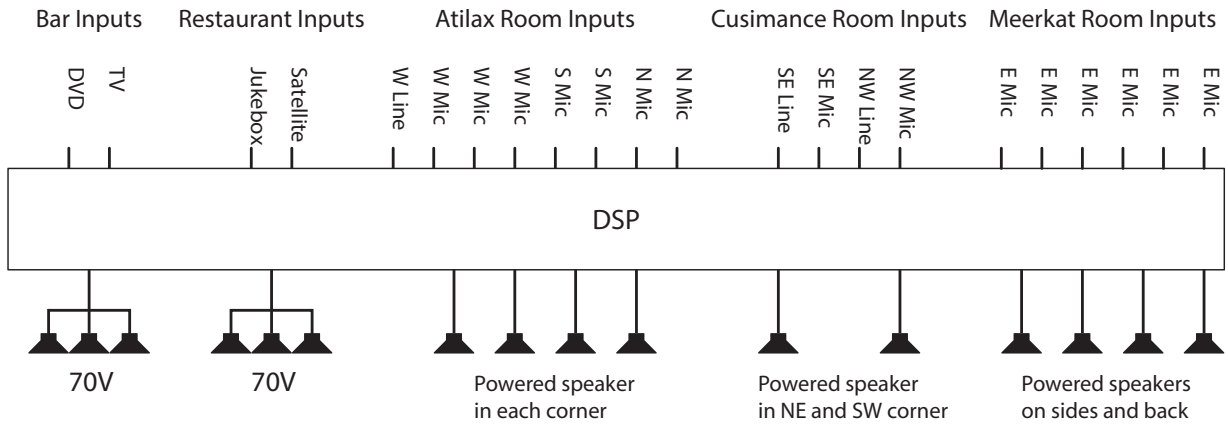 Bar Inputs
Restaurant Inputs
Atilax Room Inputs
Cusimance Room Inputs
Meerkat Room Inputs
DVD
TV
Jukebox
Satellite
W Line
W Mic
W Mic
W Mic
S Mic
S Mic
N Mic
N Mic
SE Line
SE Mic
NW Line
NW Mic
E Mic
E Mic
E Mic
E Mic
E Mic
E Mic
DSP
70V
70V
Powered speaker
in each corner
Powered speaker
in NE and SW corner
Powered speakers
on sides and back